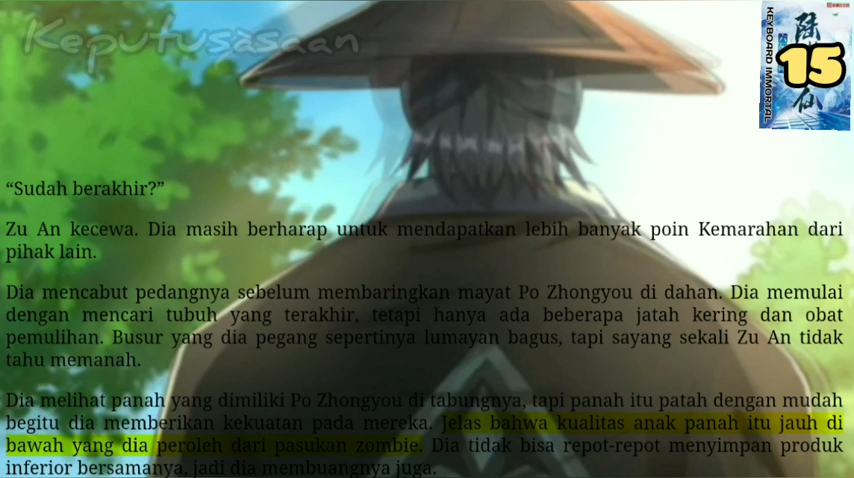 Keputusasaan
KEYBOARD IMMORTAL
15
“Sudah berakhir?”
Zu An kecewa. Dia masih berharap untuk mendapatkan lebih banyak poin Kemarahan dari
pihak lain.
Dia mencabut pedangnya sebelum membaringkan mayat Po Zhongyou di dahan. Dia memulai
dengan mencari tubuh yang terakhir, tetapi hanya ada beberapa jatah kering dan obat
pemulihan. Busur yang dia pegang sepertinya lumayan bagus, tapi sayang sekali Zu An tidak
tahu memanah.
Dia melihat panah yang dimiliki Po Zhongyou di tabungnya, tapi panah itu patah dengan mudah
begitu dia memberikan kekuatan pada mereka. Jelas bahwa kualitas anak panah itu jauh di
bawah yang dia peroleh dari pasukan zombie. Dia tidak bisa repot-repot menyimpan produk
inferior bersamanya, jadi dia membuangnya juga.